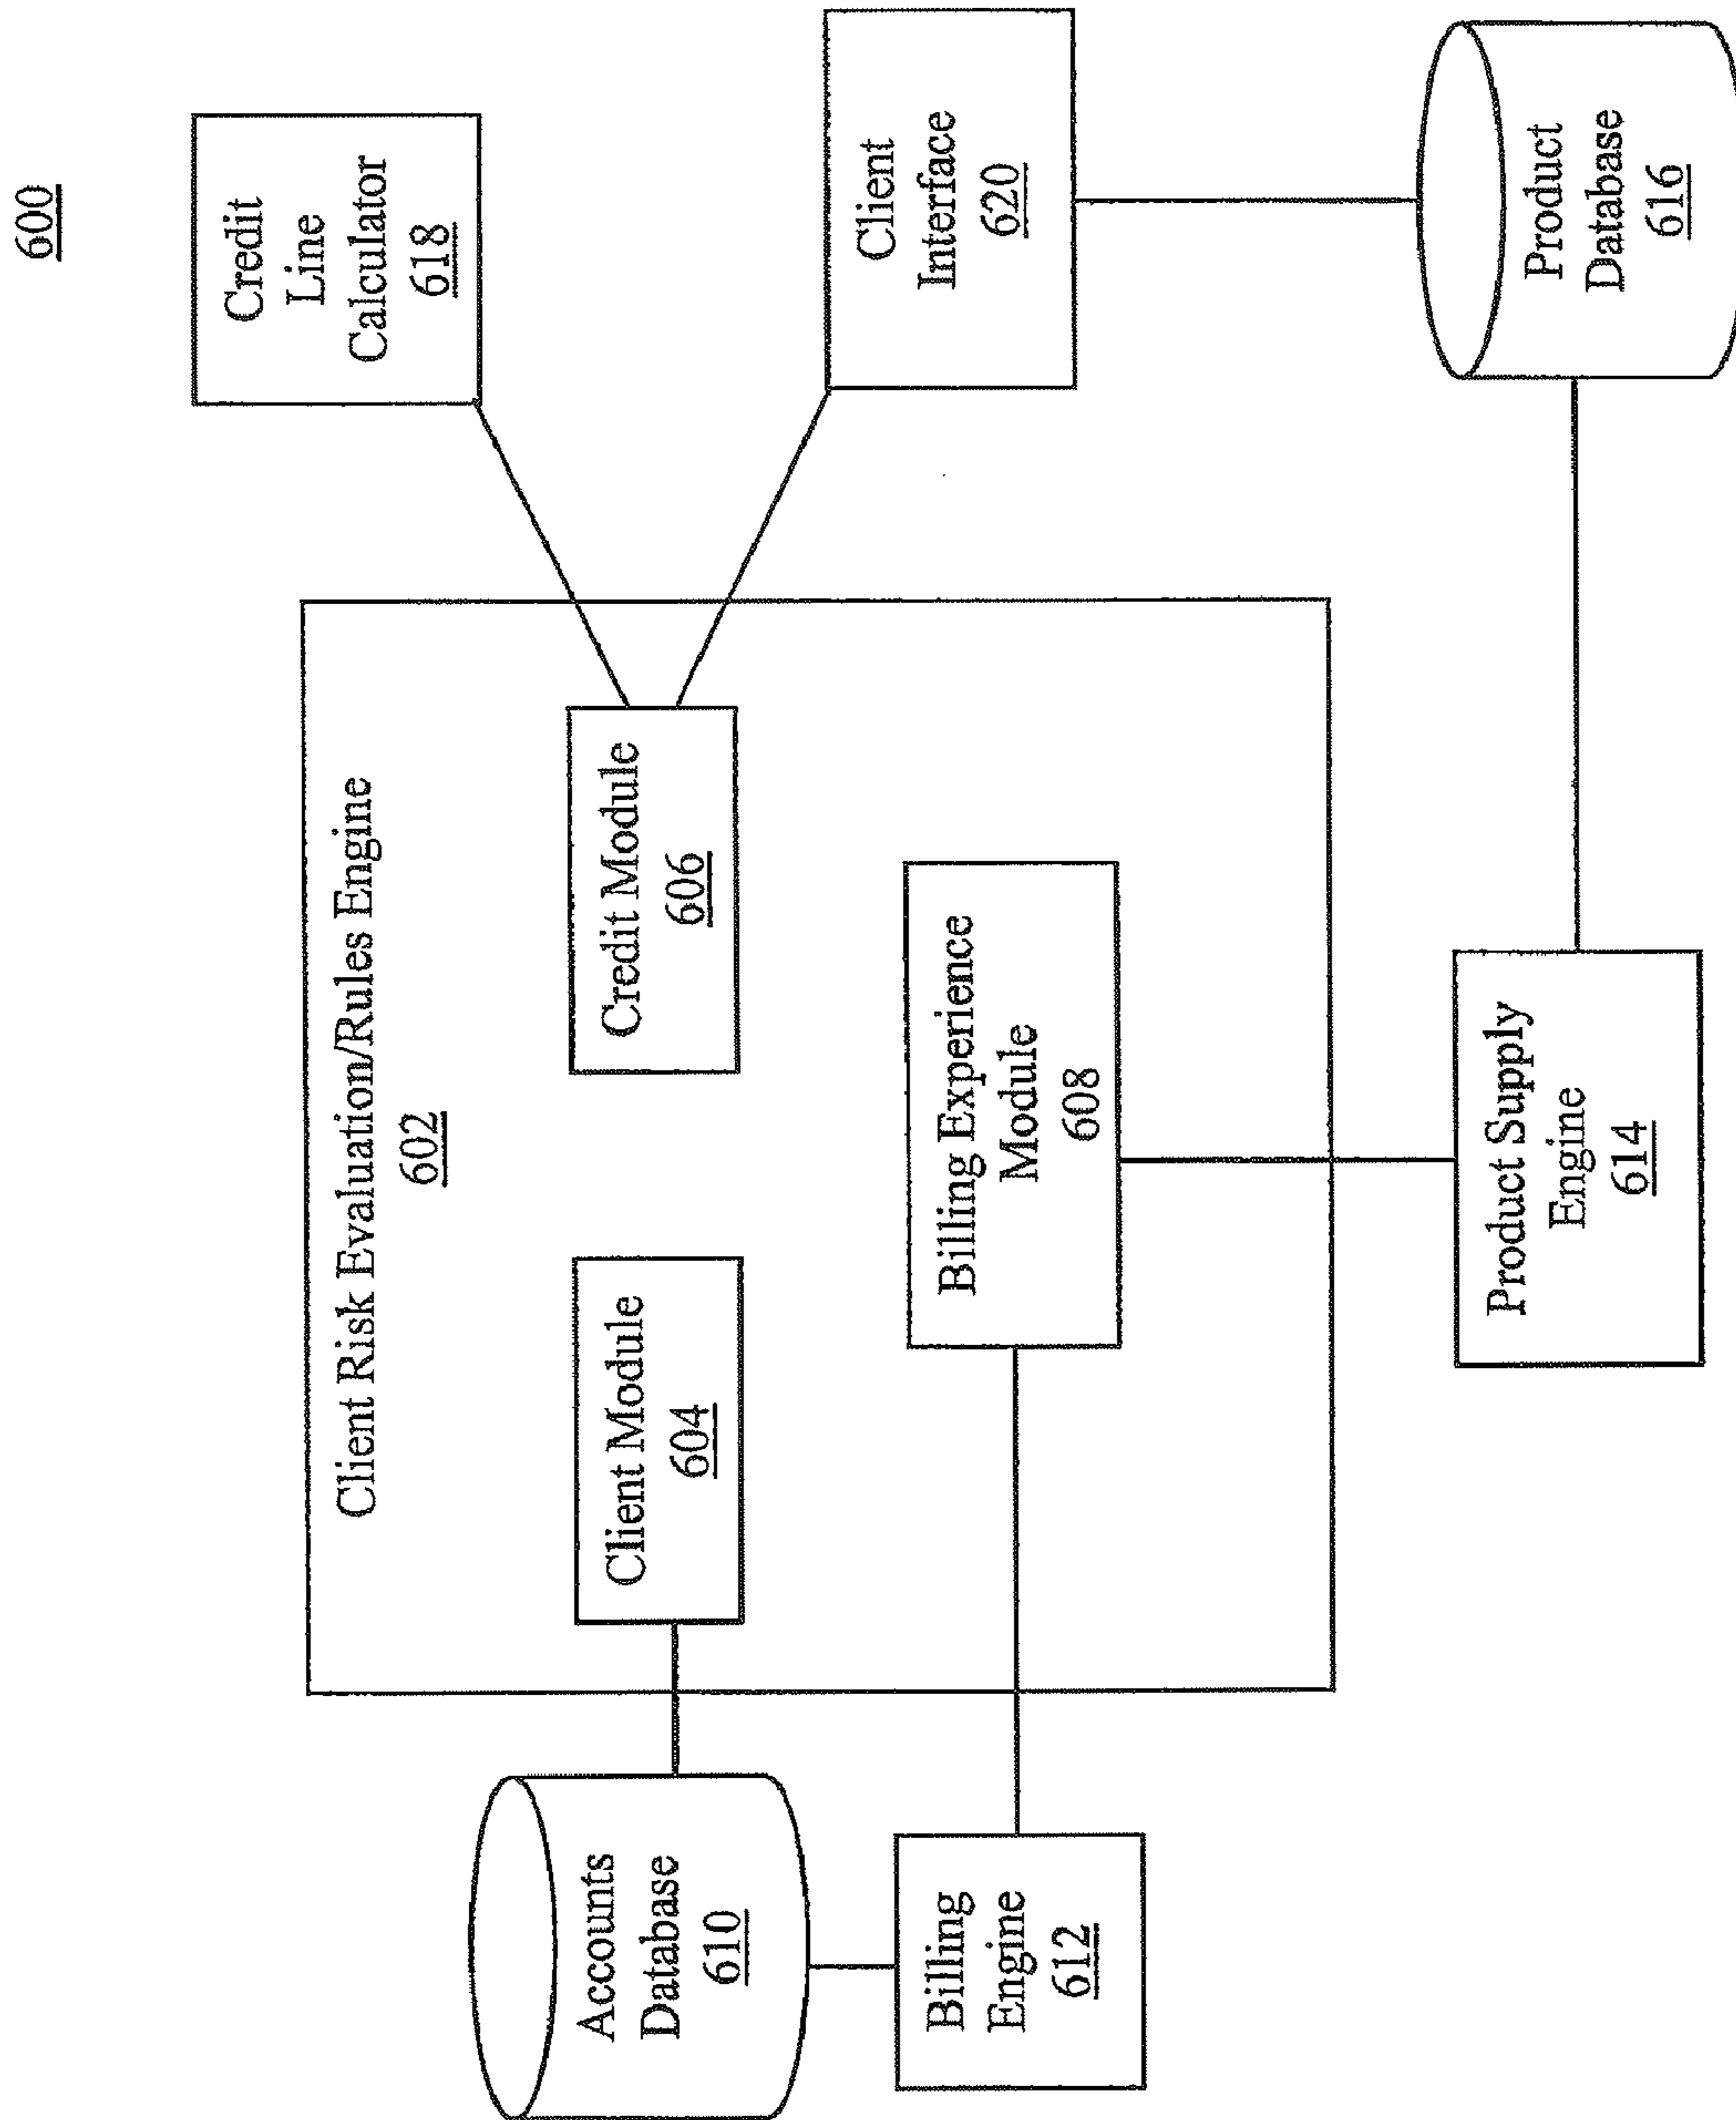 600
Client Risk Evaluation/Rules Engine
602
Accounts
Database
610
Client Module
604
Credit Module
606
Credit
Line
Calculator
618
Billing
Engine
612
Billing Experience
Module
608
Client
Interface
620
Product Supply
Engine
614
Product
Database
616